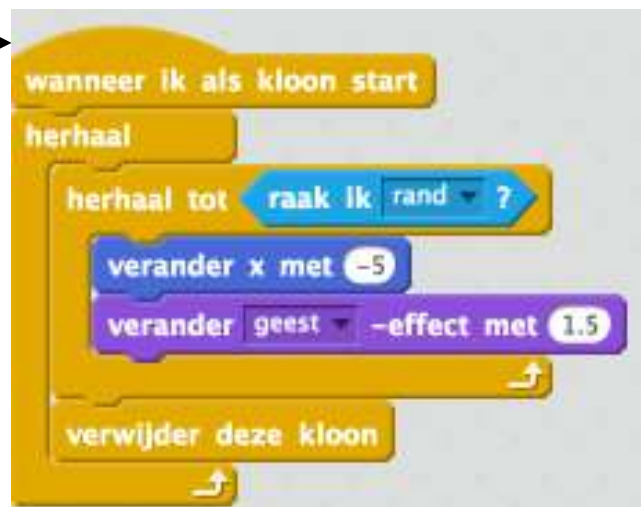 wanneer ik als kloon start
herhaal
herhaal tot raak ik rand ?
verander x met -5
verander geest -effect met 1.5
verwijder deze kloon